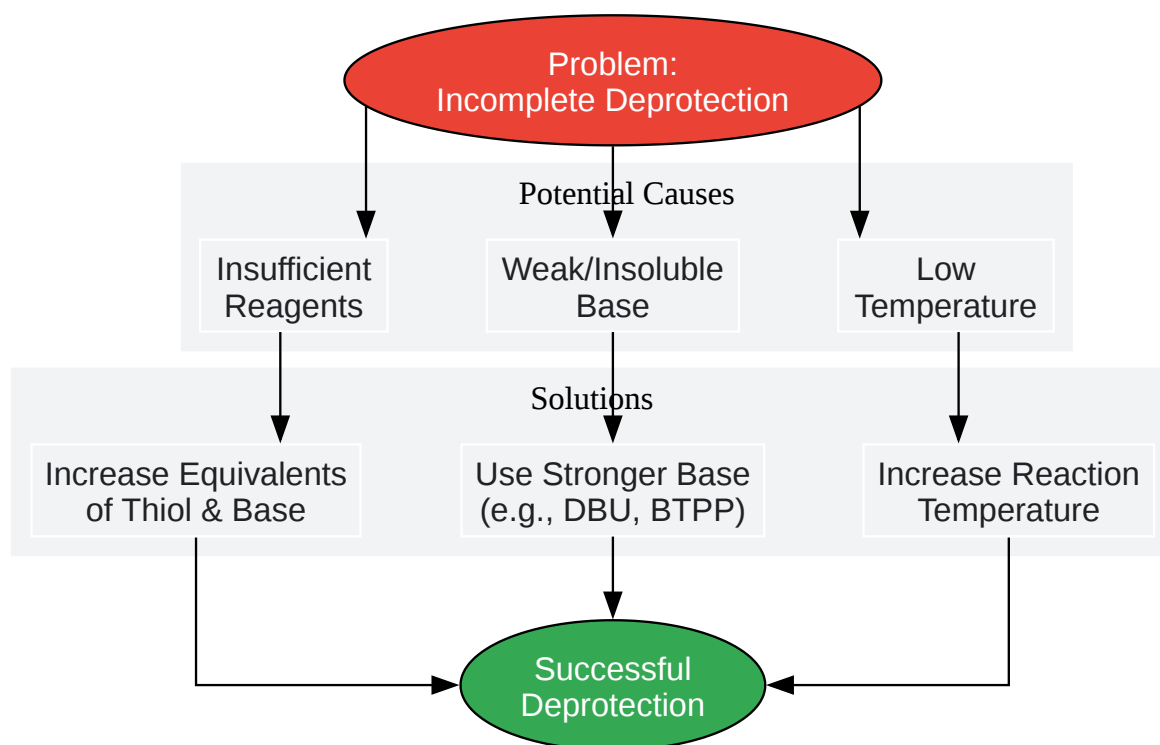 Problem:
Incomplete Deprotection
Potential Causes
Insufficient
Reagents
Weak/Insoluble
Base
Low
Temperature
Solutions
Increase Equivalents
of Thiol & Base
Use Stronger Base
(e.g., DBU, BTPP)
Increase Reaction
Temperature
Successful
Deprotection